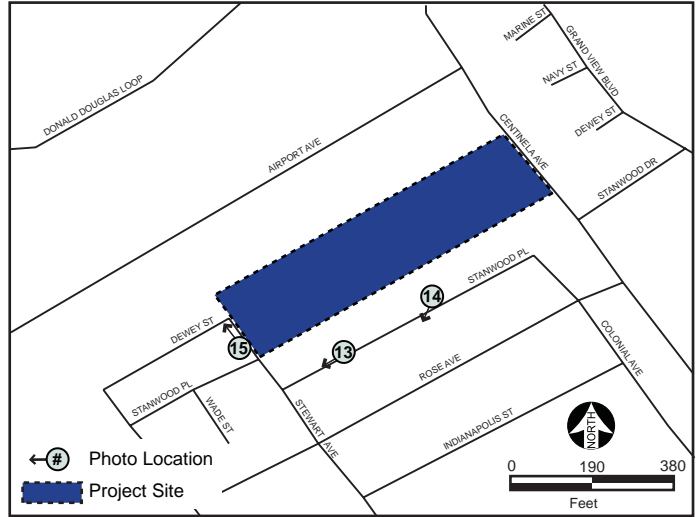 MARINE ST
GRAND VIEW BLVD
NAVY ST
DONALD DOUGLAS LOOP
DEWEY ST
CENTINELA AVE
AIRPORT AVE
STANWOOD DR
STANWOOD PL
14
DEWEY ST
15
13
ROSE AVE
COLONIAL AVE
STANWOOD PL
WADE ST
STEWART AVE
INDIANAPOLIS ST
NORTH
# Photo Location
Project Site
0 190 380
Feet